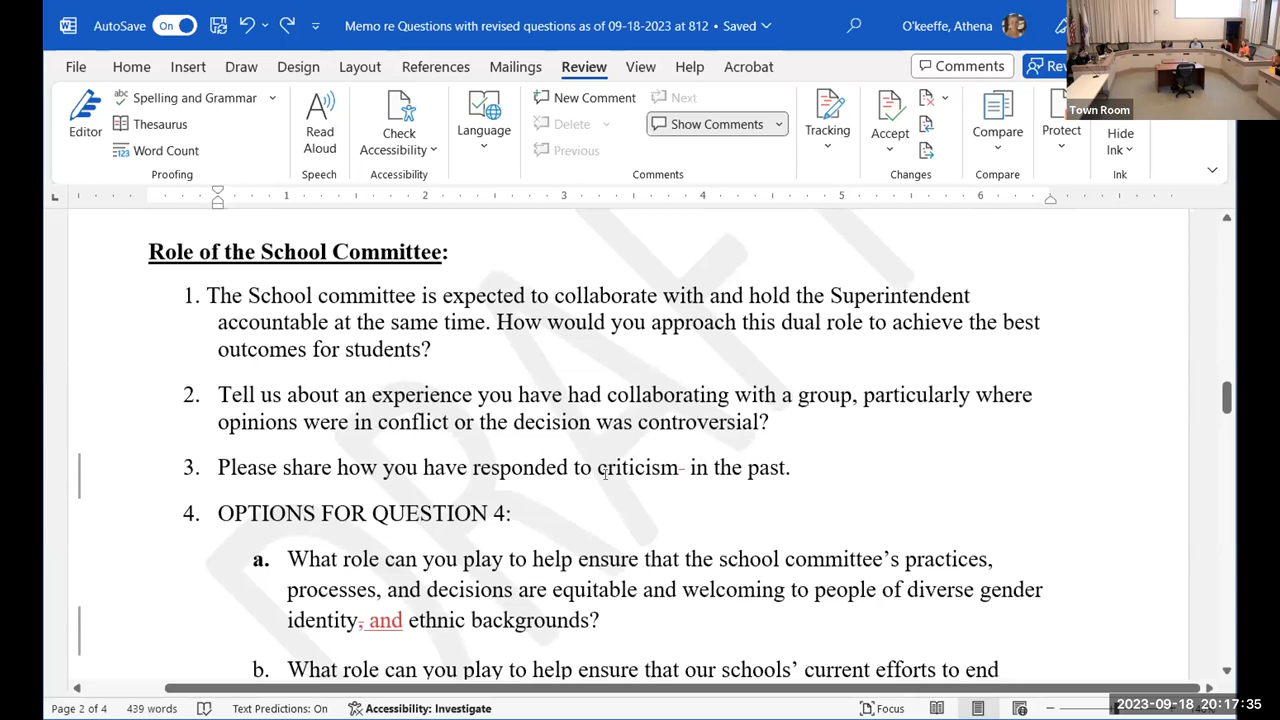 AutoSave On Memo re Questions with revised questions as of 09-18-2023 at 812 • Saved O'keeffe, Athena
File Home Insert Draw Design Layout References Mailings Review View Help Acrobat Comments
Town Room
Editor
Spelling and Grammar
Thesaurus
Word Count
Proofing
Read Aloud
Speech
Check Accessibility
Accessibility
Language
New Comment
Delete
Previous
Next
Show Comments
Comments
Tracking
Accept
Changes
Compare
Compare
Protect
Hide Ink
Ink
1 2 3 4 5 6
DRAFT
Role of the School Committee:
1. The School committee is expected to collaborate with and hold the Superintendent
accountable at the same time. How would you approach this dual role to achieve the best
outcomes for students?
2. Tell us about an experience you have had collaborating with a group, particularly where
opinions were in conflict or the decision was controversial?
3. Please share how you have responded to criticism- in the past.
4. OPTIONS FOR QUESTION 4:
a. What role can you play to help ensure that the school committee's practices,
processes, and decisions are equitable and welcoming to people of diverse gender
identity, and ethnic backgrounds?
b. What role can you play to help ensure that our schools' current efforts to end
Page 2 of 4 439 words Text Predictions: On Accessibility: Investigate Focus
2023-09-18 20:17:35